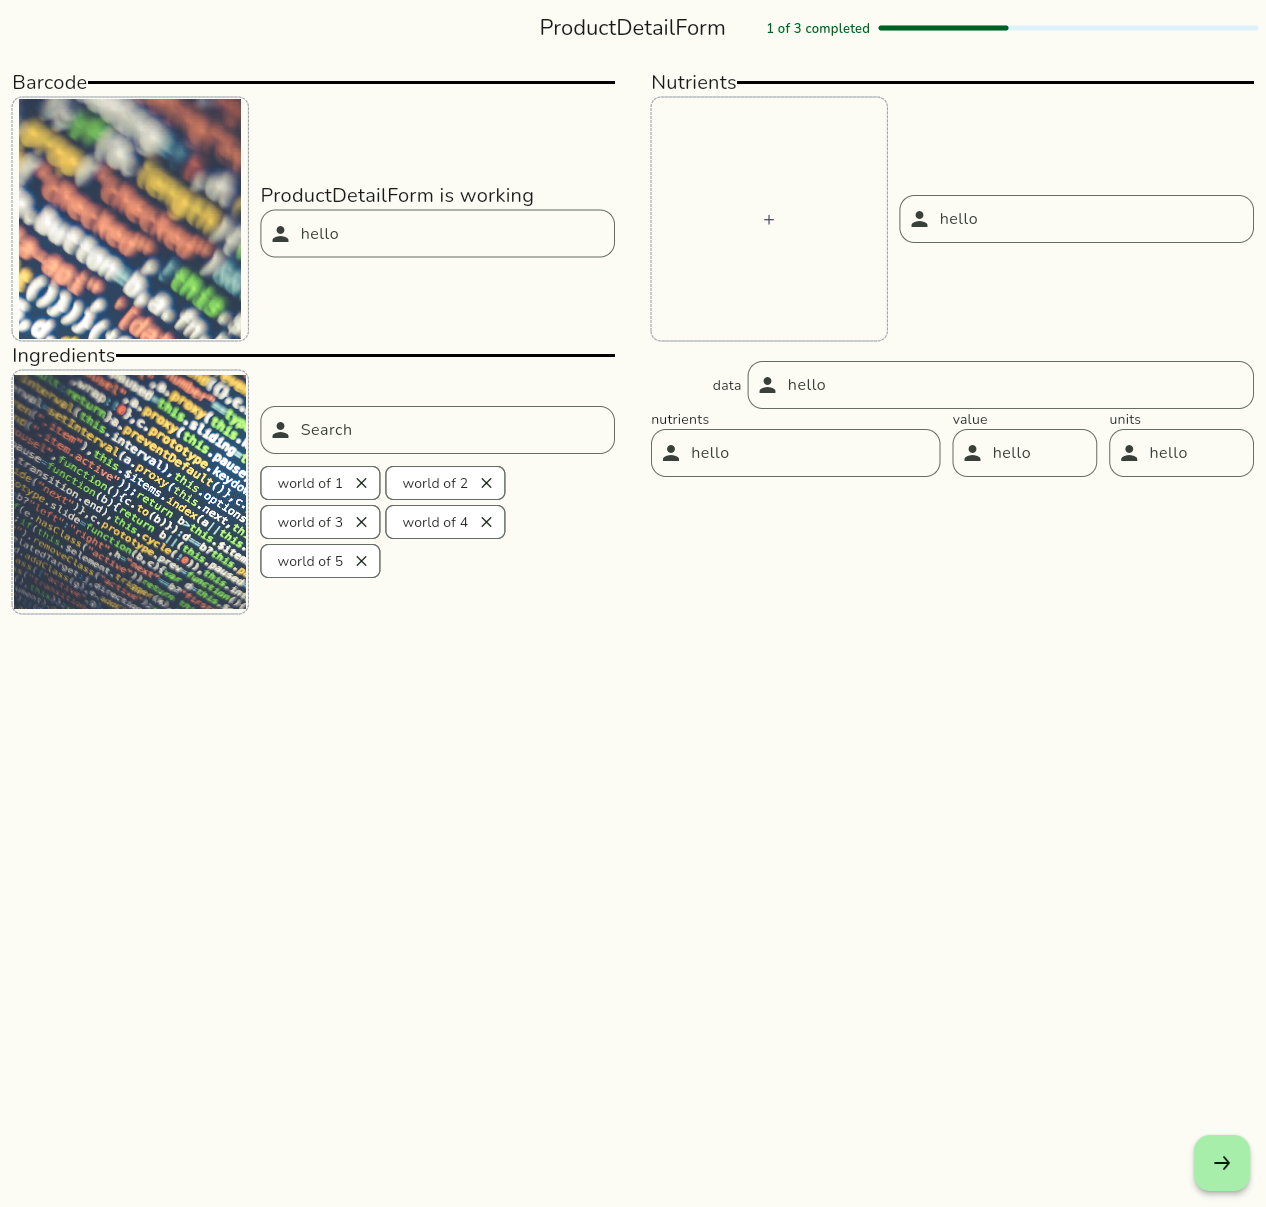 ProductDetailForm
1 of 3 completed
Barcode
ProductDetailForm is working
hello
Ingredients
Search
world of 1
world of 2
world of 3
world of 4
world of 5
Nutrients
+
hello
data
hello
nutrients
value
units
hello
hello
hello